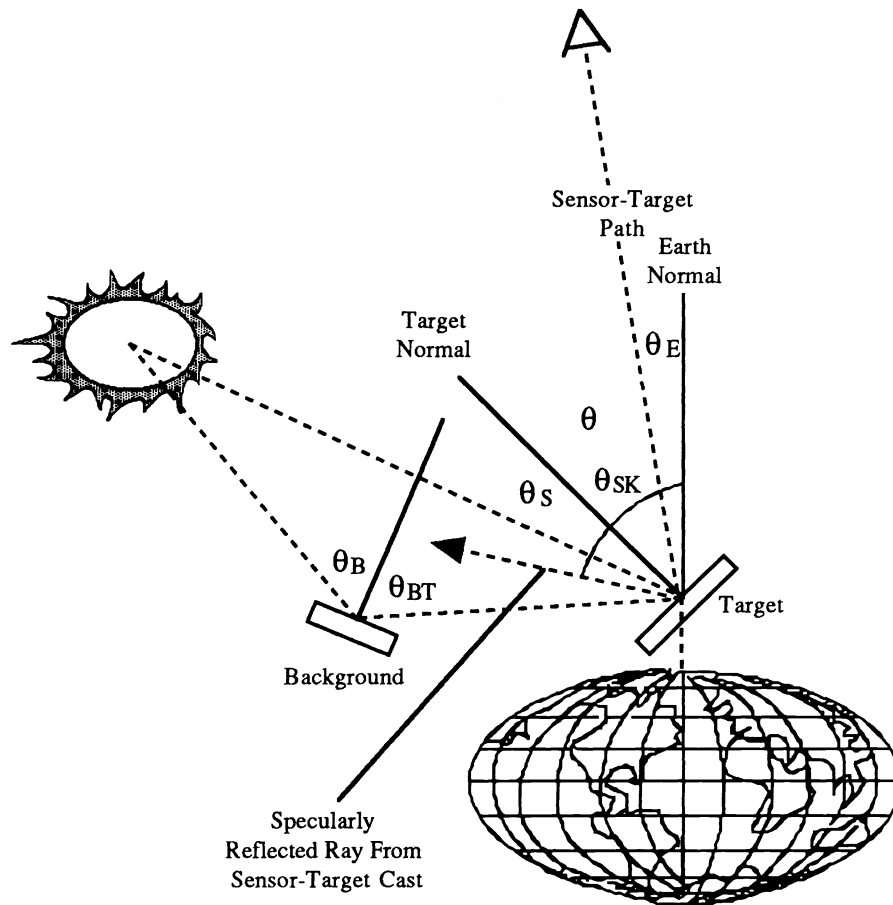 Sensor-Target
Path
Earth
Normal
θE
Target
Normal
θ
θSK
θS
θB
θBT
Target
Background
Specularly
Reflected Ray From
Sensor-Target Cast